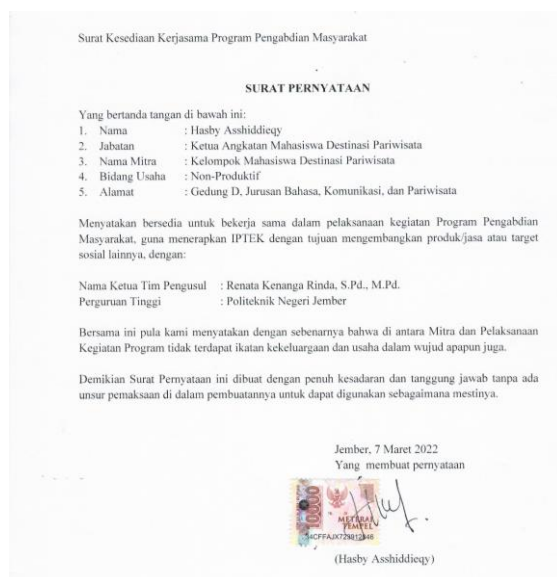 Surat Kesediaan Kerjasama Program Pengabdian Masyarakat
SURAT PERNYATAAN
Yang bertanda tangan di bawah ini:
1. Nama : Hasby Asshiddieqy
2. Jabatan : Ketua Angkatan Mahasiswa Destinasi Pariwisata
3. Nama Mitra : Kelompok Mahasiswa Destinasi Pariwisata
4. Bidang Usaha : Non-Produktif
5. Alamat : Gedung D, Jurusan Bahasa, Komunikasi, dan Pariwisata
Menyatakan bersedia untuk bekerja sama dalam pelaksanaan kegiatan Program Pengabdian
Masyarakat, guna menerapkan IPTEK dengan tujuan mengembangkan produk/jasa atau target
sosial lainnya, dengan:
Nama Ketua Tim Pengusul : Renata Kenanga Rinda, S.Pd., M.Pd.
Perguruan Tinggi : Politeknik Negeri Jember
Bersama ini pula kami menyatakan dengan sebenarnya bahwa di antara Mitra dan Pelaksanaan
Kegiatan Program tidak terdapat ikatan kekeluargaan dan usaha dalam wujud apapun juga.
Demikian Surat Pernyataan ini dibuat dengan penuh kesadaran dan tanggung jawab tanpa ada
unsur pemaksaan di dalam pembuatannya untuk dapat digunakan sebagaimana mestinya.
Jember, 7 Maret 2022
Yang membuat pernyataan
10000
METERAI
TEMPEL
(Hasby Asshiddieqy)